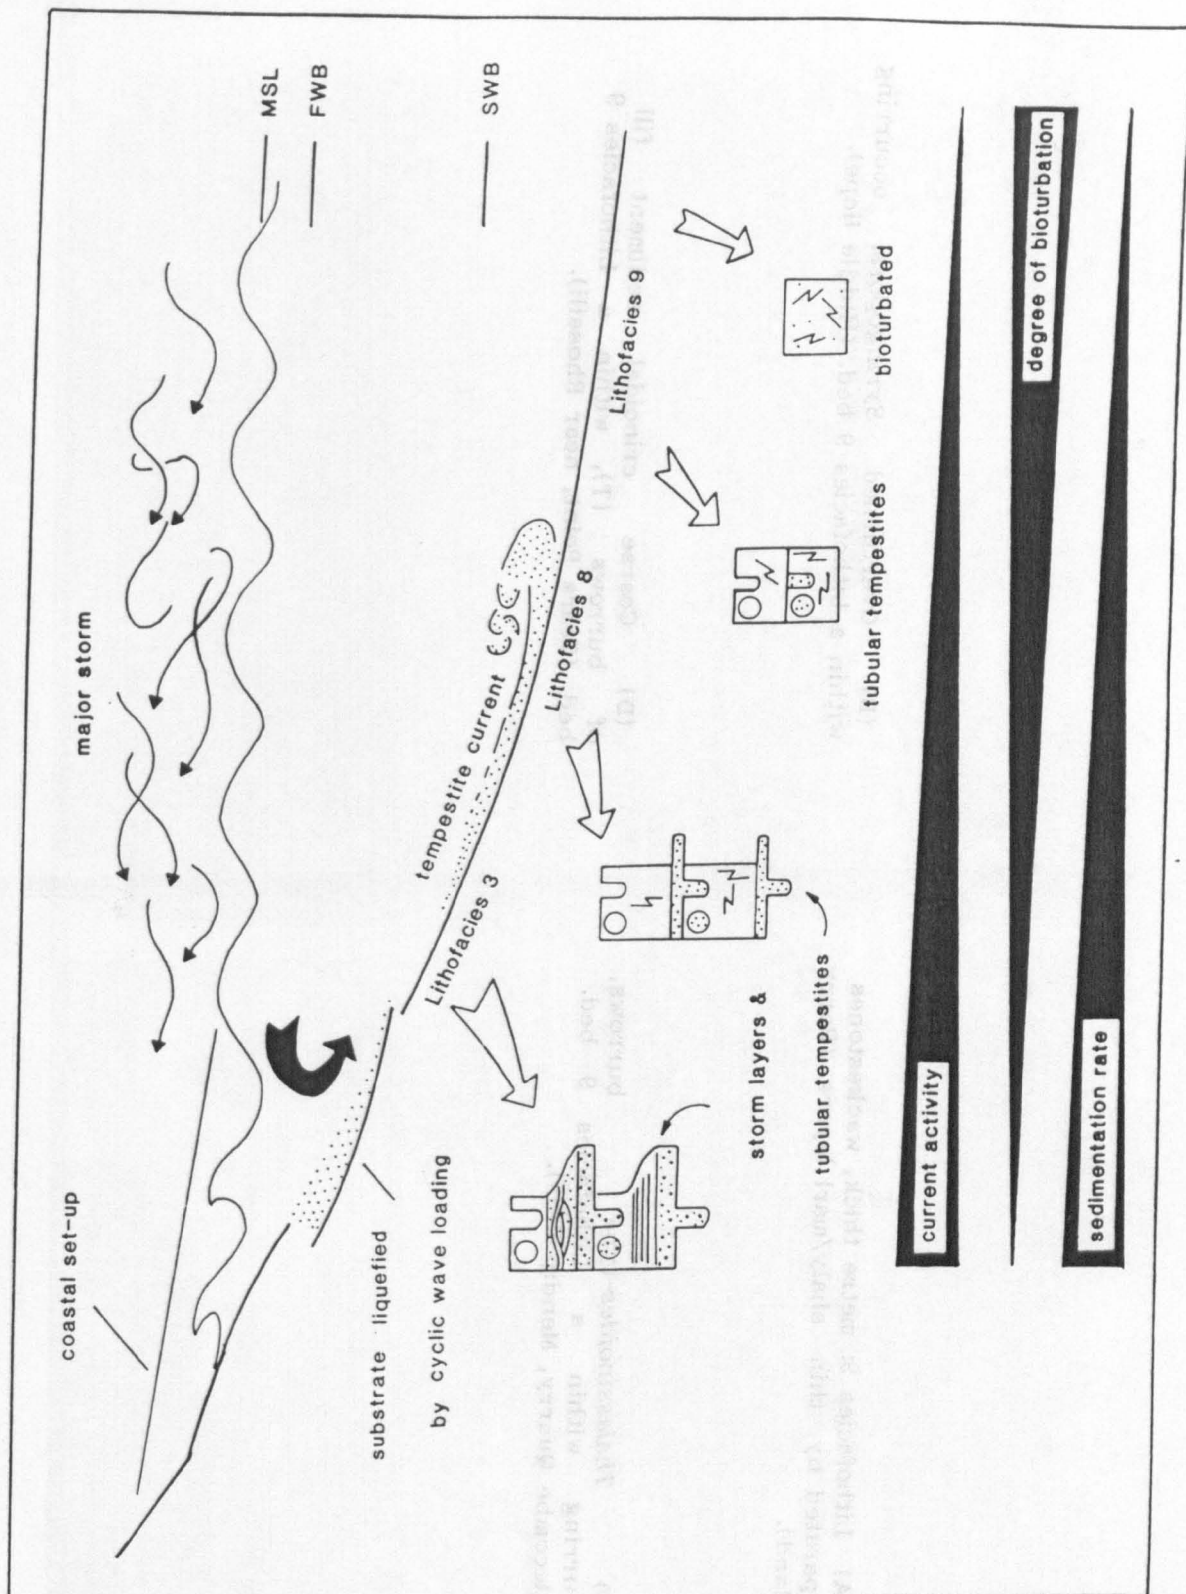 MSL
FWB
SWB
major storm
coastal set-up
tempestite current
Lithofacies 3
Lithofacies 8
Lithofacies 9
substrate liquefied
by cyclic wave loading
storm layers &
tubular tempestites
tubular tempestites
bioturbated
current activity
degree of bioturbation
sedimentation rate